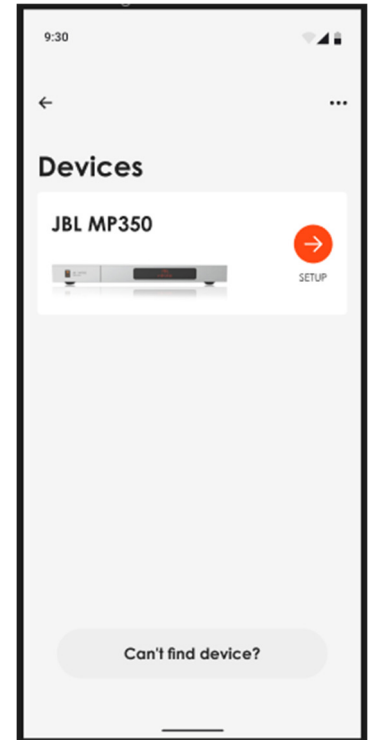 9:30
Devices
JBL MP350
SETUP
Can't find device?